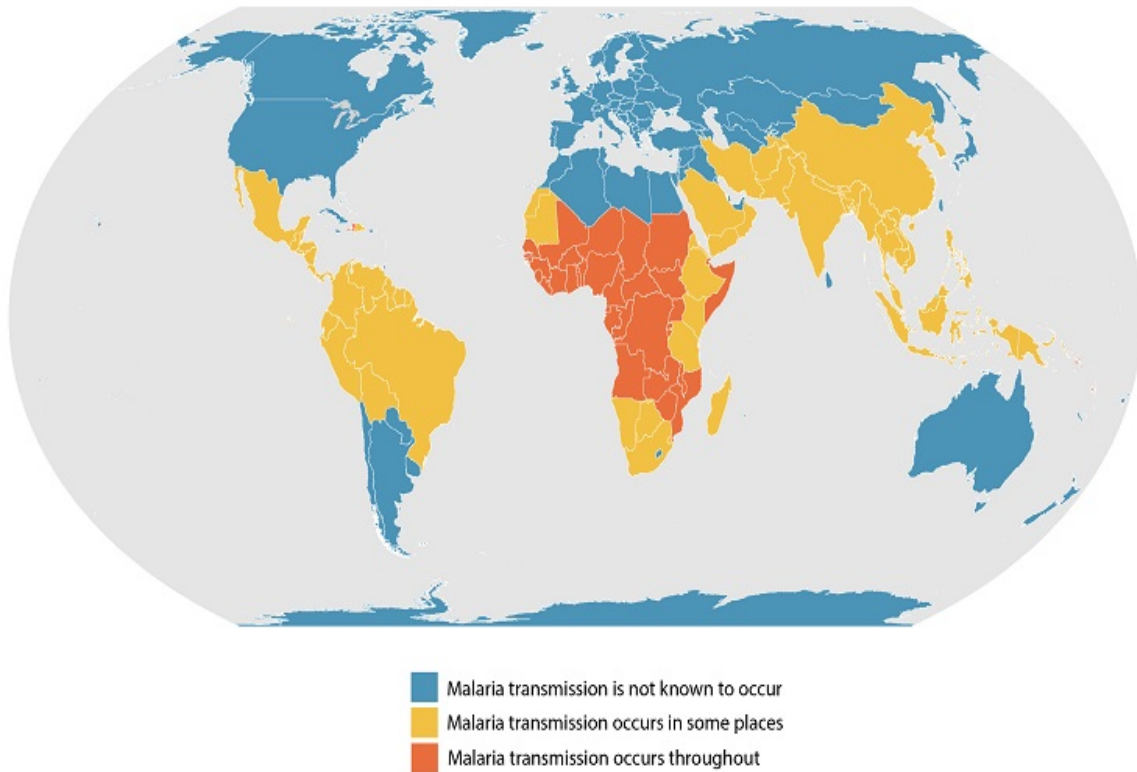 Malaria transmission is not known to occur
Malaria transmission occurs in some places
Malaria transmission occurs throughout